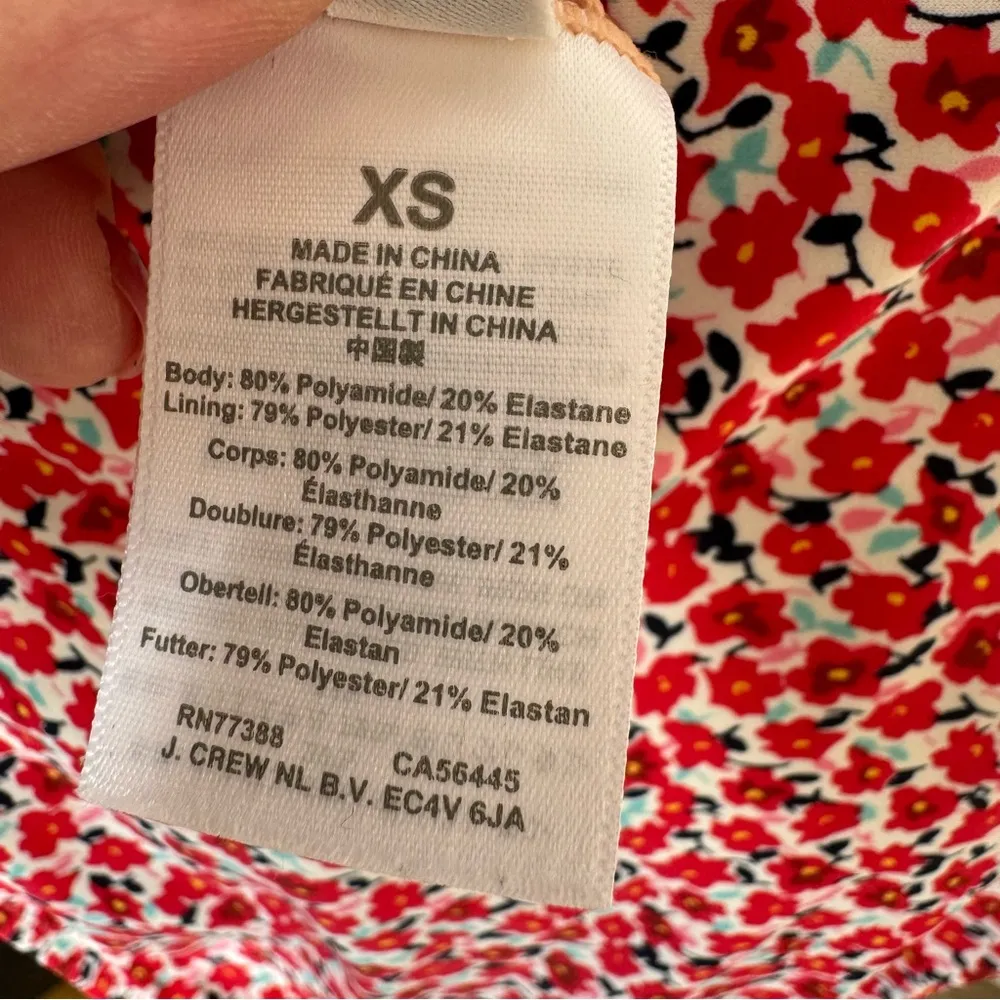 XS
MADE IN CHINA
FABRIQUÉ EN CHINE
HERGESTELLT IN CHINA
中国製
Body: 80% Polyamide/ 20% Elastane
Lining: 79% Polyester/ 21% Elastane
Corps: 80% Polyamide/ 20%
Élasthanne
Doublure: 79% Polyester/ 21%
Élasthanne
Oberteil: 80% Polyamide/ 20%
Elastan
Futter: 79% Polyester/ 21% Elastan
RN77388 CA56445
J. CREW NL B.V. EC4V 6JA